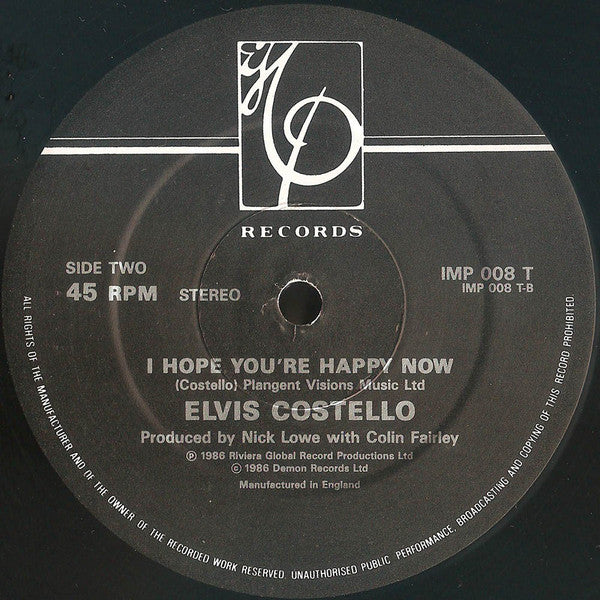 IMP
RECORDS
SIDE TWO
45 RPM
STEREO
IMP 008 T
IMP 008 T-B
I HOPE YOU'RE HAPPY NOW
(Costello) Plangent Visions Music Ltd
ELVIS COSTELLO
Produced by Nick Lowe with Colin Fairley
℗ 1986 Riviera Global Record Productions Ltd
© 1986 Demon Records Ltd
Manufactured in England
ALL RIGHTS OF THE MANUFACTURER AND OF THE OWNER OF THE RECORDED WORK RESERVED. UNAUTHORISED PUBLIC PERFORMANCE, BROADCASTING AND COPYING OF THIS RECORD PROHIBITED.